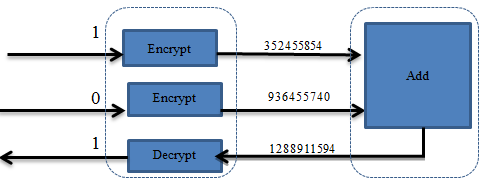 1
Encrypt
352455854
Add
0
Encrypt
936455740
1
Decrypt
1288911594